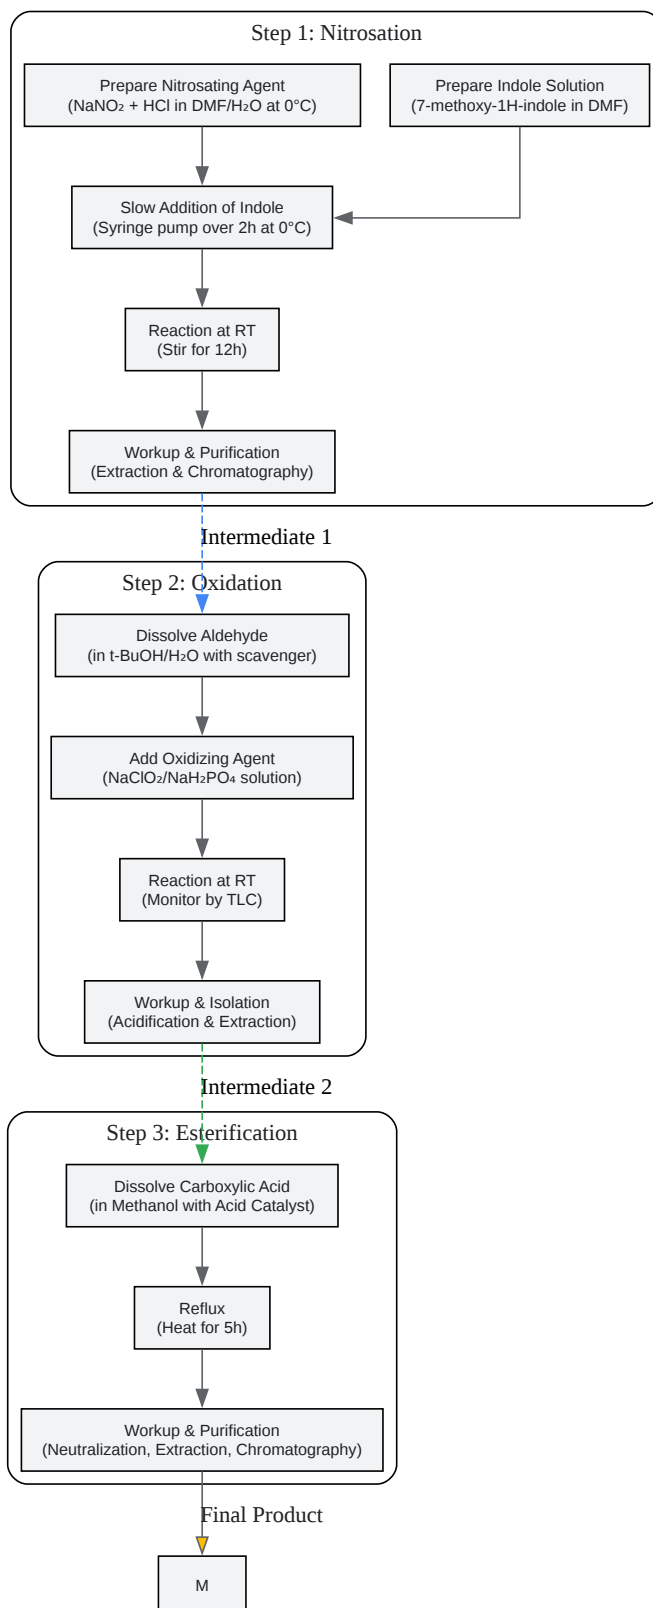 Step 1: Nitrosation
Prepare Nitrosating Agent
(NaNO₂ + HCl in DMF/H₂O at 0°C)
Prepare Indole Solution
(7-methoxy-1H-indole in DMF)
Slow Addition of Indole
(Syringe pump over 2h at 0°C)
Reaction at RT
(Stir for 12h)
Workup & Purification
(Extraction & Chromatography)
Intermediate 1
Step 2: Oxidation
Dissolve Aldehyde
(in t-BuOH/H₂O with scavenger)
Add Oxidizing Agent
(NaClO₂/NaH₂PO₄ solution)
Reaction at RT
(Monitor by TLC)
Workup & Isolation
(Acidification & Extraction)
Intermediate 2
Step 3: Esterification
Dissolve Carboxylic Acid
(in Methanol with Acid Catalyst)
Reflux
(Heat for 5h)
Workup & Purification
(Neutralization, Extraction, Chromatography)
Final Product
M